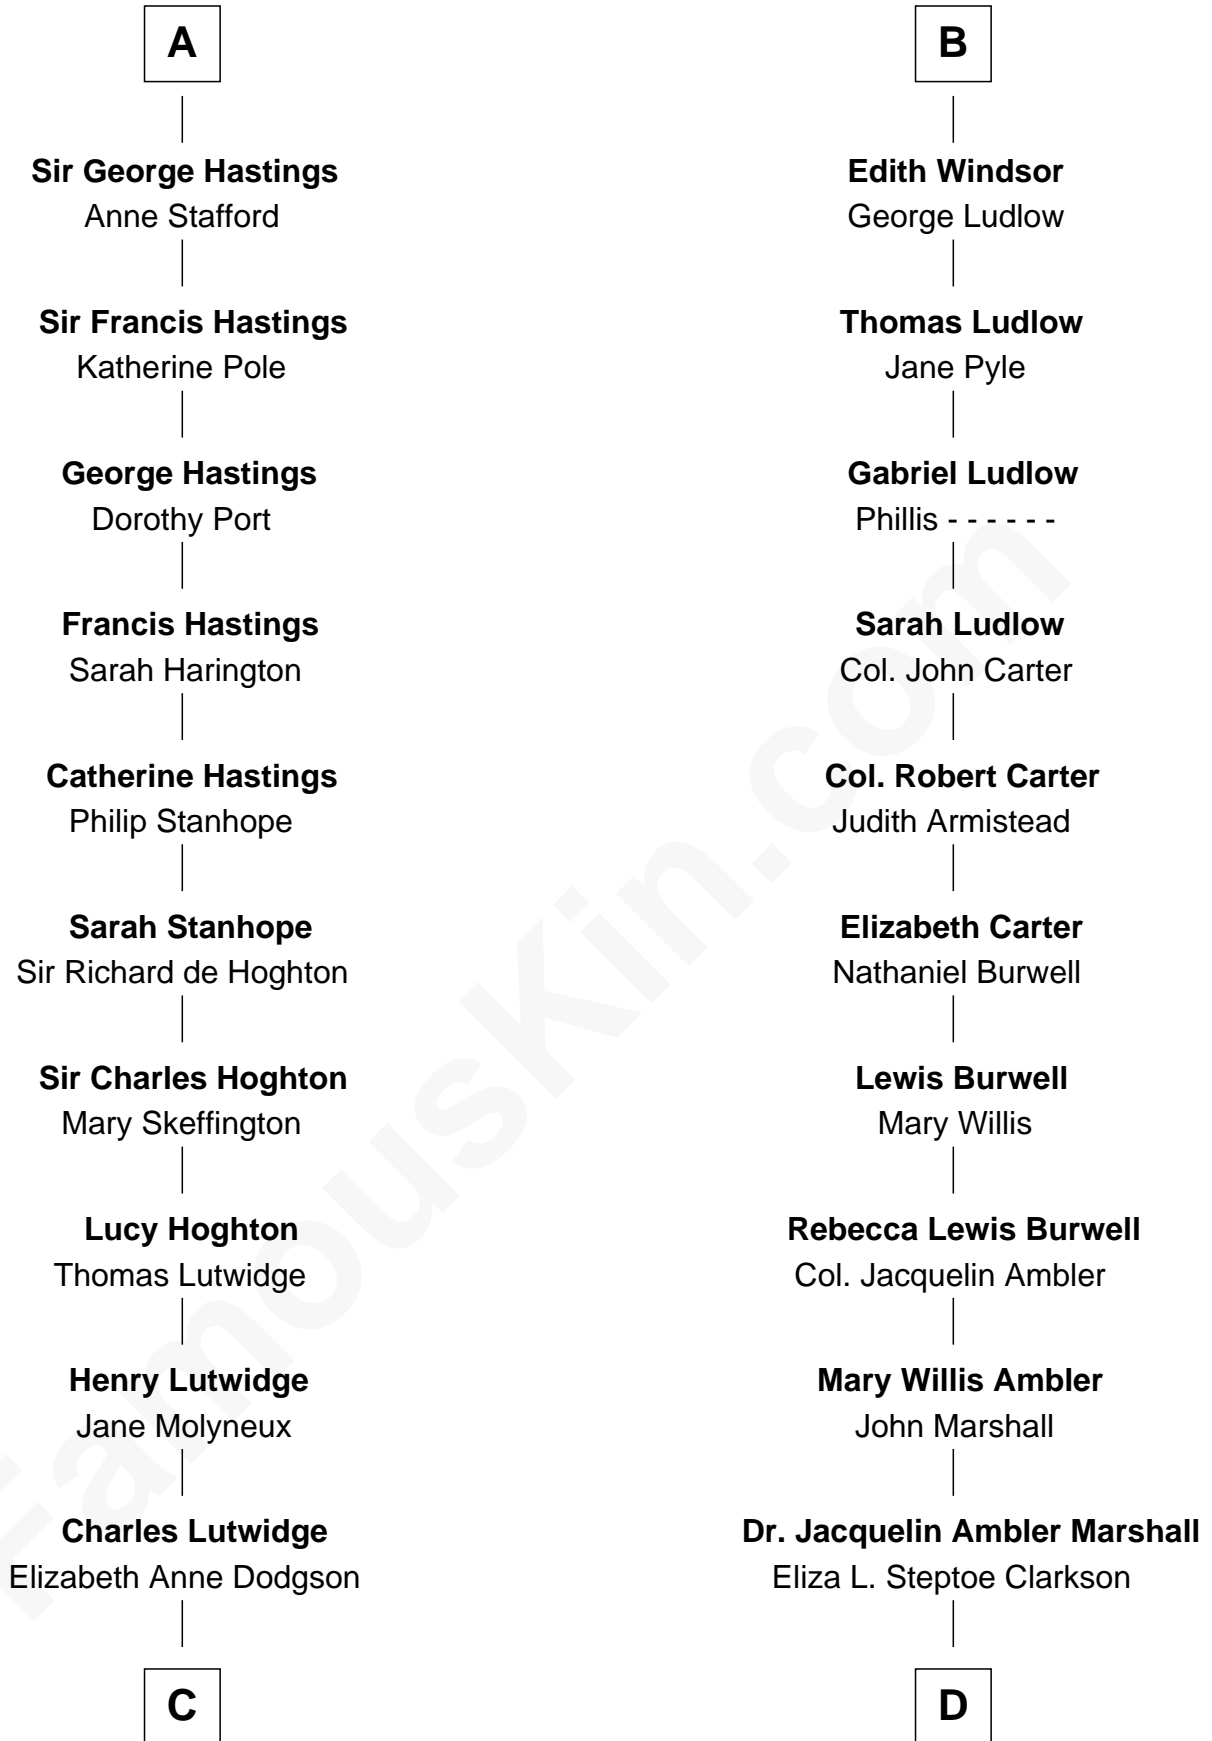 A
Sir George Hastings
Anne Stafford
Sir Francis Hastings
Katherine Pole
George Hastings
Dorothy Port
Francis Hastings
Sarah Harington
Catherine Hastings
Philip Stanhope
Sarah Stanhope
Sir Richard de Hoghton
Sir Charles Hoghton
Mary Skeffington
Lucy Hoghton
Thomas Lutwidge
Henry Lutwidge
Jane Molyneux
Charles Lutwidge
Elizabeth Anne Dodgson
C
B
Edith Windsor
George Ludlow
Thomas Ludlow
Jane Pyle
Gabriel Ludlow
Phillis - - - - - -
Sarah Ludlow
Col. John Carter
Col. Robert Carter
Judith Armistead
Elizabeth Carter
Nathaniel Burwell
Lewis Burwell
Mary Willis
Rebecca Lewis Burwell
Col. Jacquelin Ambler
Mary Willis Ambler
John Marshall
Dr. Jacquelin Ambler Marshall
Eliza L. Steptoe Clarkson
D
FamousKin.com